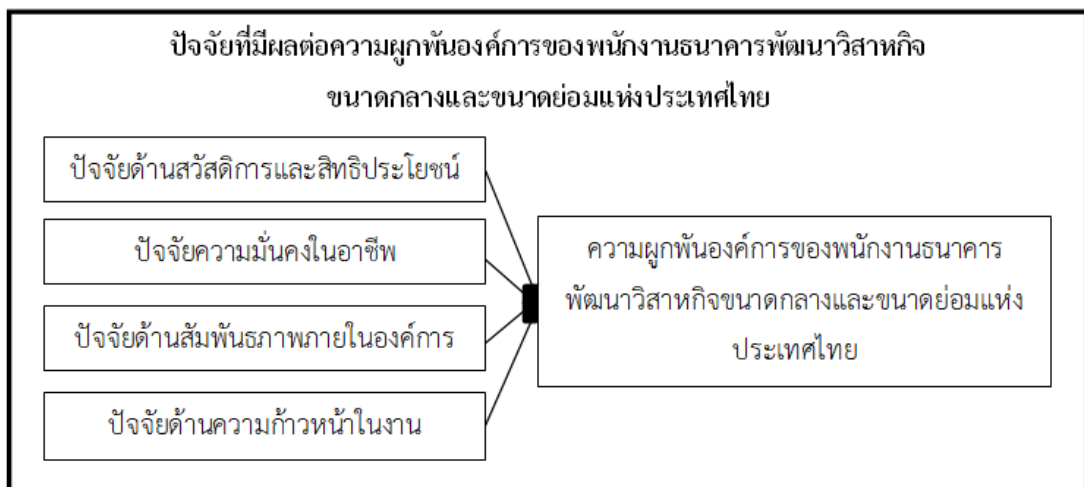 ปัจจัยที่มีผลต่อความผูกพันองค์การของพนักงานธนาคารพัฒนาวิสาหกิจ
ขนาดกลางและขนาดย่อมแห่งประเทศไทย
ปัจจัยด้านสวัสดิการและสิทธิประโยชน์
ปัจจัยความมั่นคงในอาชีพ
ปัจจัยด้านสัมพันธภาพภายในองค์การ
ปัจจัยด้านความก้าวหน้าในงาน
ความผูกพันองค์การของพนักงานธนาคาร
พัฒนาวิสาหกิจขนาดกลางและขนาดย่อมแห่ง
ประเทศไทย